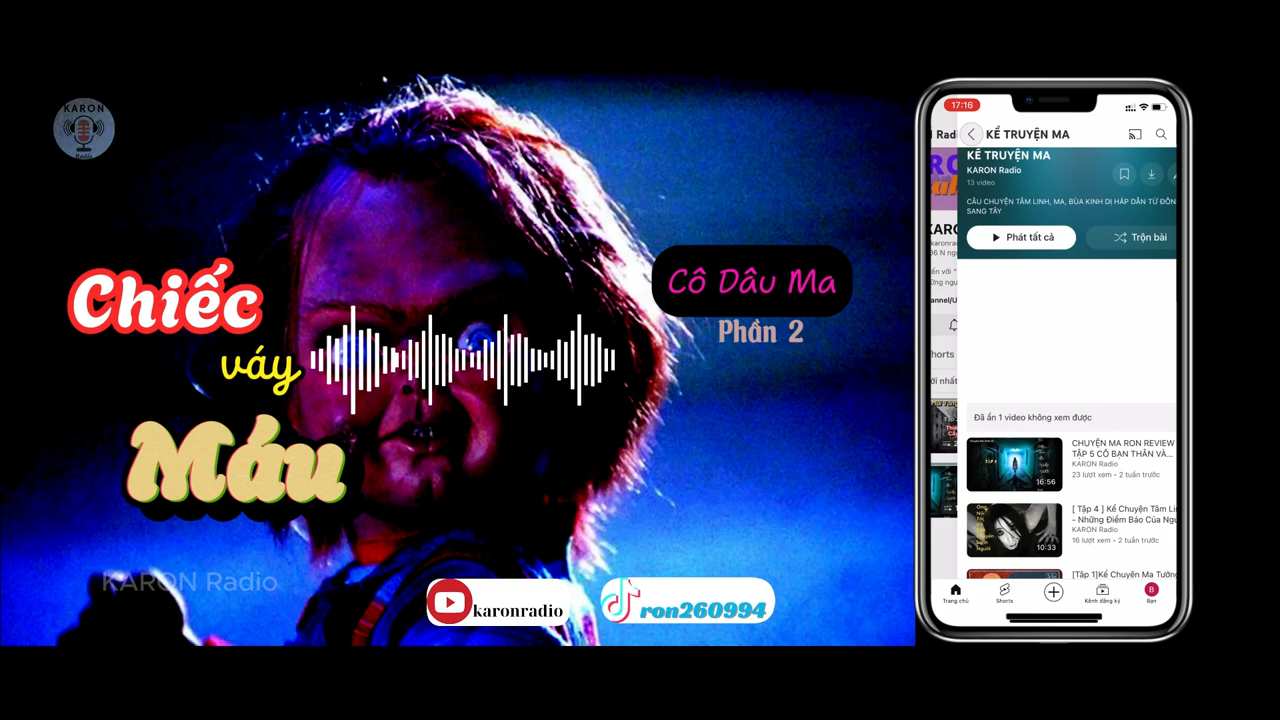 KARON
Radio
Chiếc
váy
Máu
Cô Dâu Ma
Phần 2
KARON Radio
karonradio
ron260994
17:16
KỂ TRUYỆN MA
KỂ TRUYỆN MA
KARON Radio
13 video
CÂU CHUYỆN TÂM LINH, MA, BÙA KINH DỊ HẤP DẪN TỪ ĐÔN
SANG TÂY
Phát tất cả
Trộn bài
Đã ẩn 1 video không xem được
CHUYỆN MA RON REVIEW
TẬP 5 CÔ BẠN THÂN VÀ...
KARON Radio
23 lượt xem • 2 tuần trước
16:56
[ Tập 4 ] Kể Chuyện Tâm Lin
- Những Điềm Báo Của Ngư
KARON Radio
16 lượt xem • 2 tuần trước
10:33
[Tập 1]Kể Chuyện Ma Tưởng
Trang chủ
Shorts
Kênh đăng ký
B
Bạn